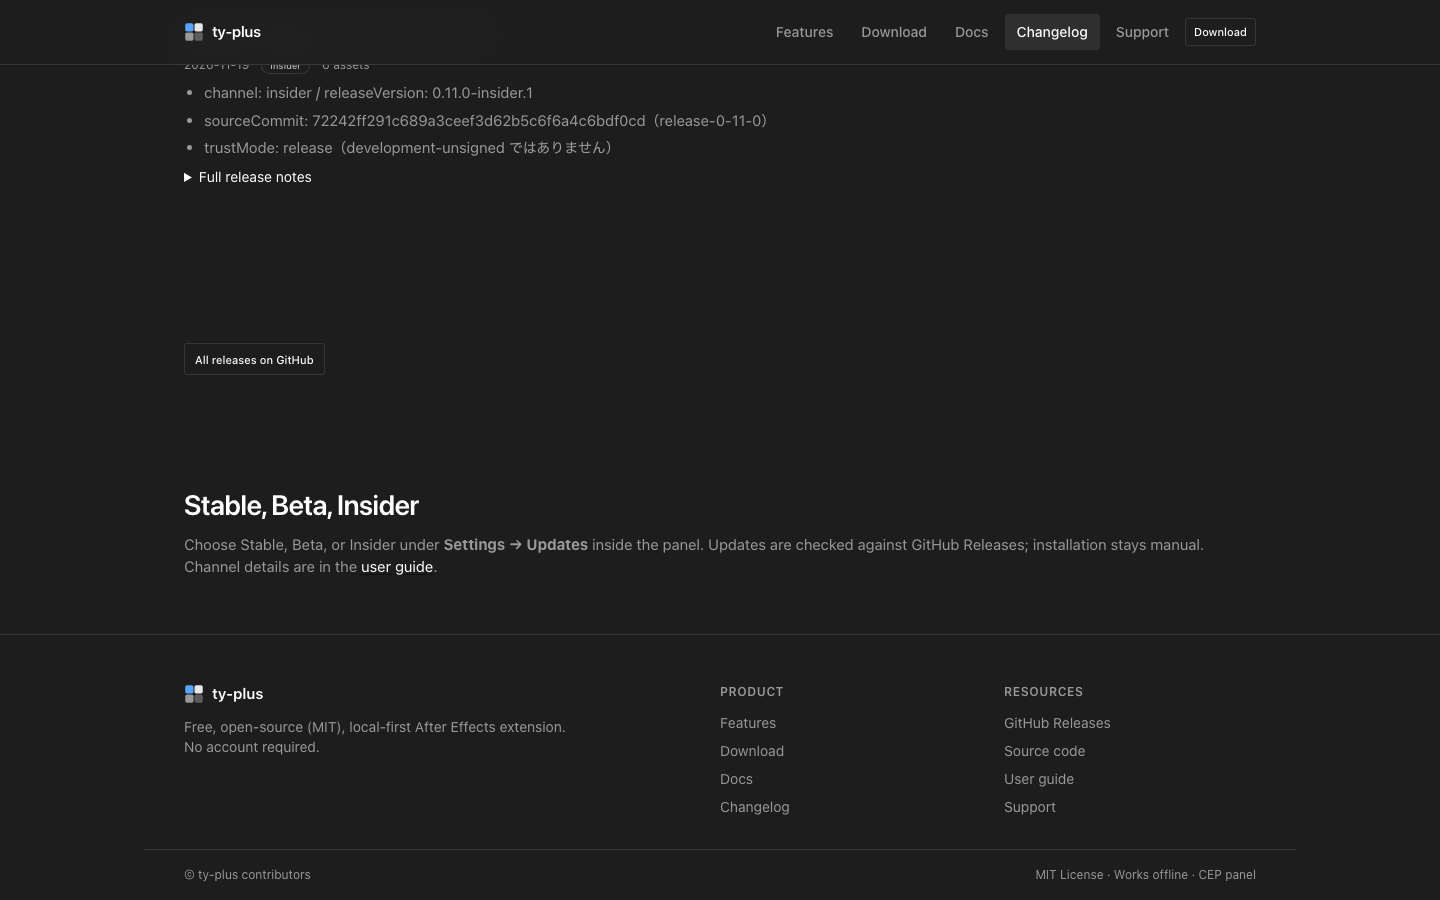 ty-plus
Features
Download
Docs
Changelog
Support
Download
2026-11-19 Insider 6 assets
channel: insider / releaseVersion: 0.11.0-insider.1
sourceCommit: 72242ff291c689a3ceef3d62b5c6f6a4c6bdf0cd（release-0-11-0）
trustMode: release（development-unsigned ではありません）
Full release notes
All releases on GitHub
Stable, Beta, Insider
Choose Stable, Beta, or Insider under Settings → Updates inside the panel. Updates are checked against GitHub Releases; installation stays manual.
Channel details are in the user guide.
ty-plus
Free, open-source (MIT), local-first After Effects extension.
No account required.
PRODUCT
Features
Download
Docs
Changelog
RESOURCES
GitHub Releases
Source code
User guide
Support
© ty-plus contributors
MIT License · Works offline · CEP panel